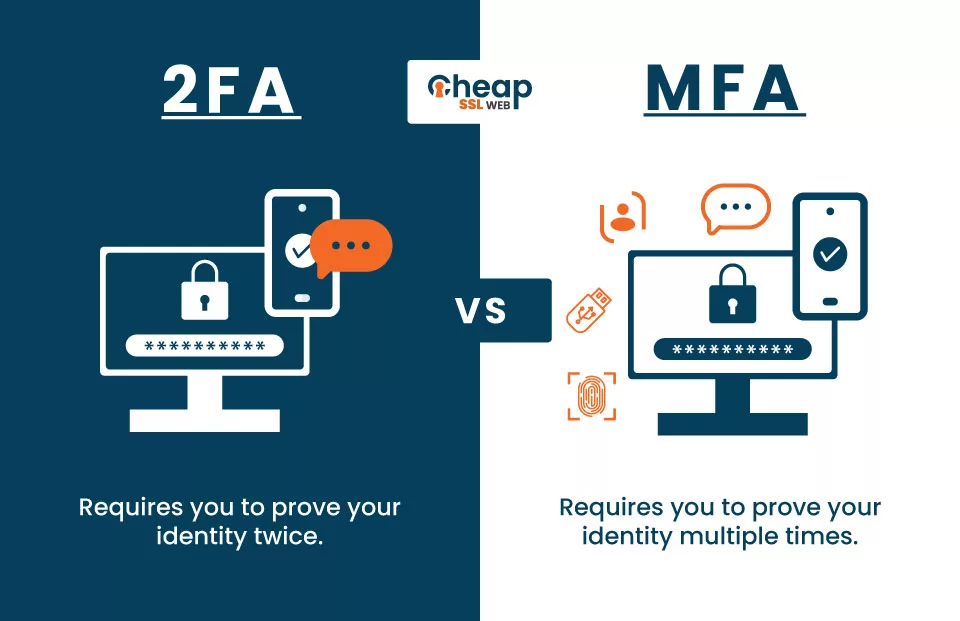 2FA
Cheap
SSL WEB
MFA
VS
**********
**********
Requires you to prove your
identity twice.
Requires you to prove your
identity multiple times.